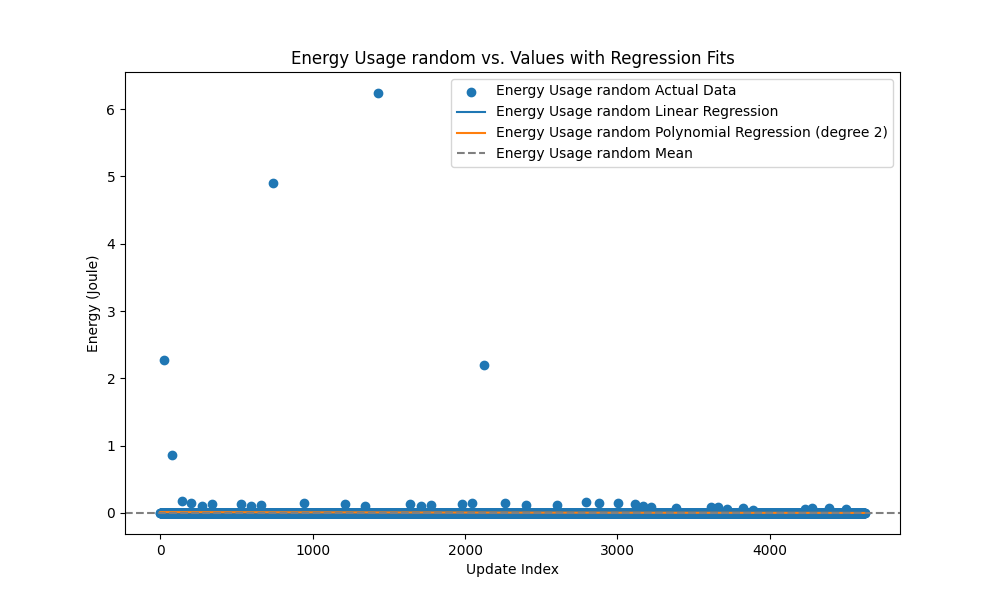 Energy Usage random vs. Values with Regression Fits
Energy Usage random Actual Data
Energy Usage random Linear Regression
Energy Usage random Polynomial Regression (degree 2)
Energy Usage random Mean
Energy (Joule)
6
5
4
3
2
1
0
0 1000 2000 3000 4000
Update Index